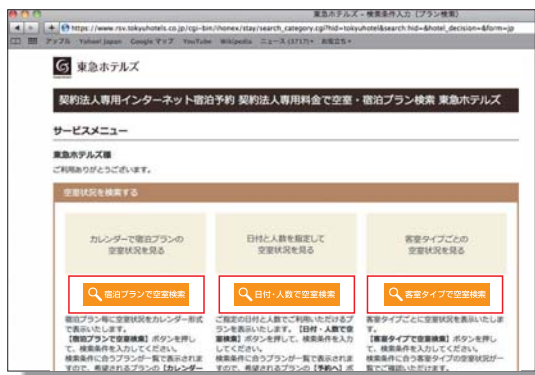 東急ホテルズ - 検索条件入力 (プラン検索)
https://www.rsv.tokyuhotels.co.jp/cgi-bin/ihonex/stay/search_category.cgi?hid=tokyuhotel&search_hid=&hotel_decision=&form=jp
アップル Yahoo! Japan Google マップ YouTube Wikipedia ニュース (3717) お役立ち
東急ホテルズ
契約法人専用インターネット宿泊予約 契約法人専用料金で空室・宿泊プラン検索 東急ホテルズ
サービスメニュー
東急ホテルズ様
ご利用ありがとうございます。
空室状況を検索する
カレンダーで宿泊プランの
空室状況を見る
宿泊プランで空室検索
宿泊プラン毎に空室状況をカレンダー形式
で表示いたします。
【宿泊プランで空室検索】ボタンを押し
て、検索条件を入力してください。
検索条件に合うプランが一覧で表示されま
すので、希望されるプランの【カレンダー
日付と人数を指定して
空室状況を見る
日付・人数で空室検索
ご指定の日付と人数でご利用いただけるプ
ランを表示いたします。【日付・人数で空
室検索】ボタンを押して、検索条件を入力
してください。
検索条件に合うプランが一覧で表示されま
すので、希望されるプランの【予約へ】ボ
客室タイプごとの
空室状況を見る
客室タイプで空室検索
客室タイプごとに空室状況を表示いたしま
す。
【客室タイプで空室検索】ボタンを押し
て、検索条件を入力してください。
検索条件に合う客室タイプの空室状況が一
覧でご確認いただけます。